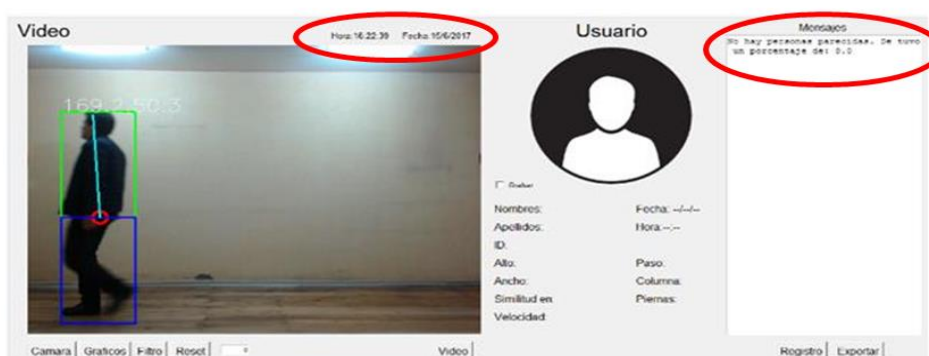 Video
Hora:16:22:39 Fecha:15/6/2017
169.2,50.3
Usuario
Nombres:
Fecha: --/--/--
Apellidos:
Hora:--:--
ID:
Alto:
Paso:
Ancho:
Columna:
Similitud en:
Piernas:
Velocidad:
Mensajes
No hay personas parecidas. Se tuvo
un porcentaje de: 0.0
Camara Graficos Filtro Reset
Video
Registro Exportar